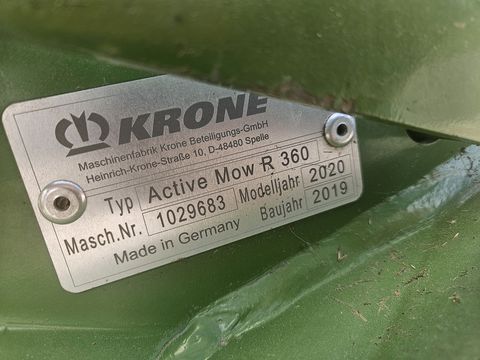 KRONE
Maschinenfabrik Krone Beteiligungs-GmbH
Heinrich-Krone-Straße 10, D-48480 Spelle
Typ Active Mow R 360
Masch.Nr. 1029683 Modelljahr 2020
Baujahr 2019
Made in Germany